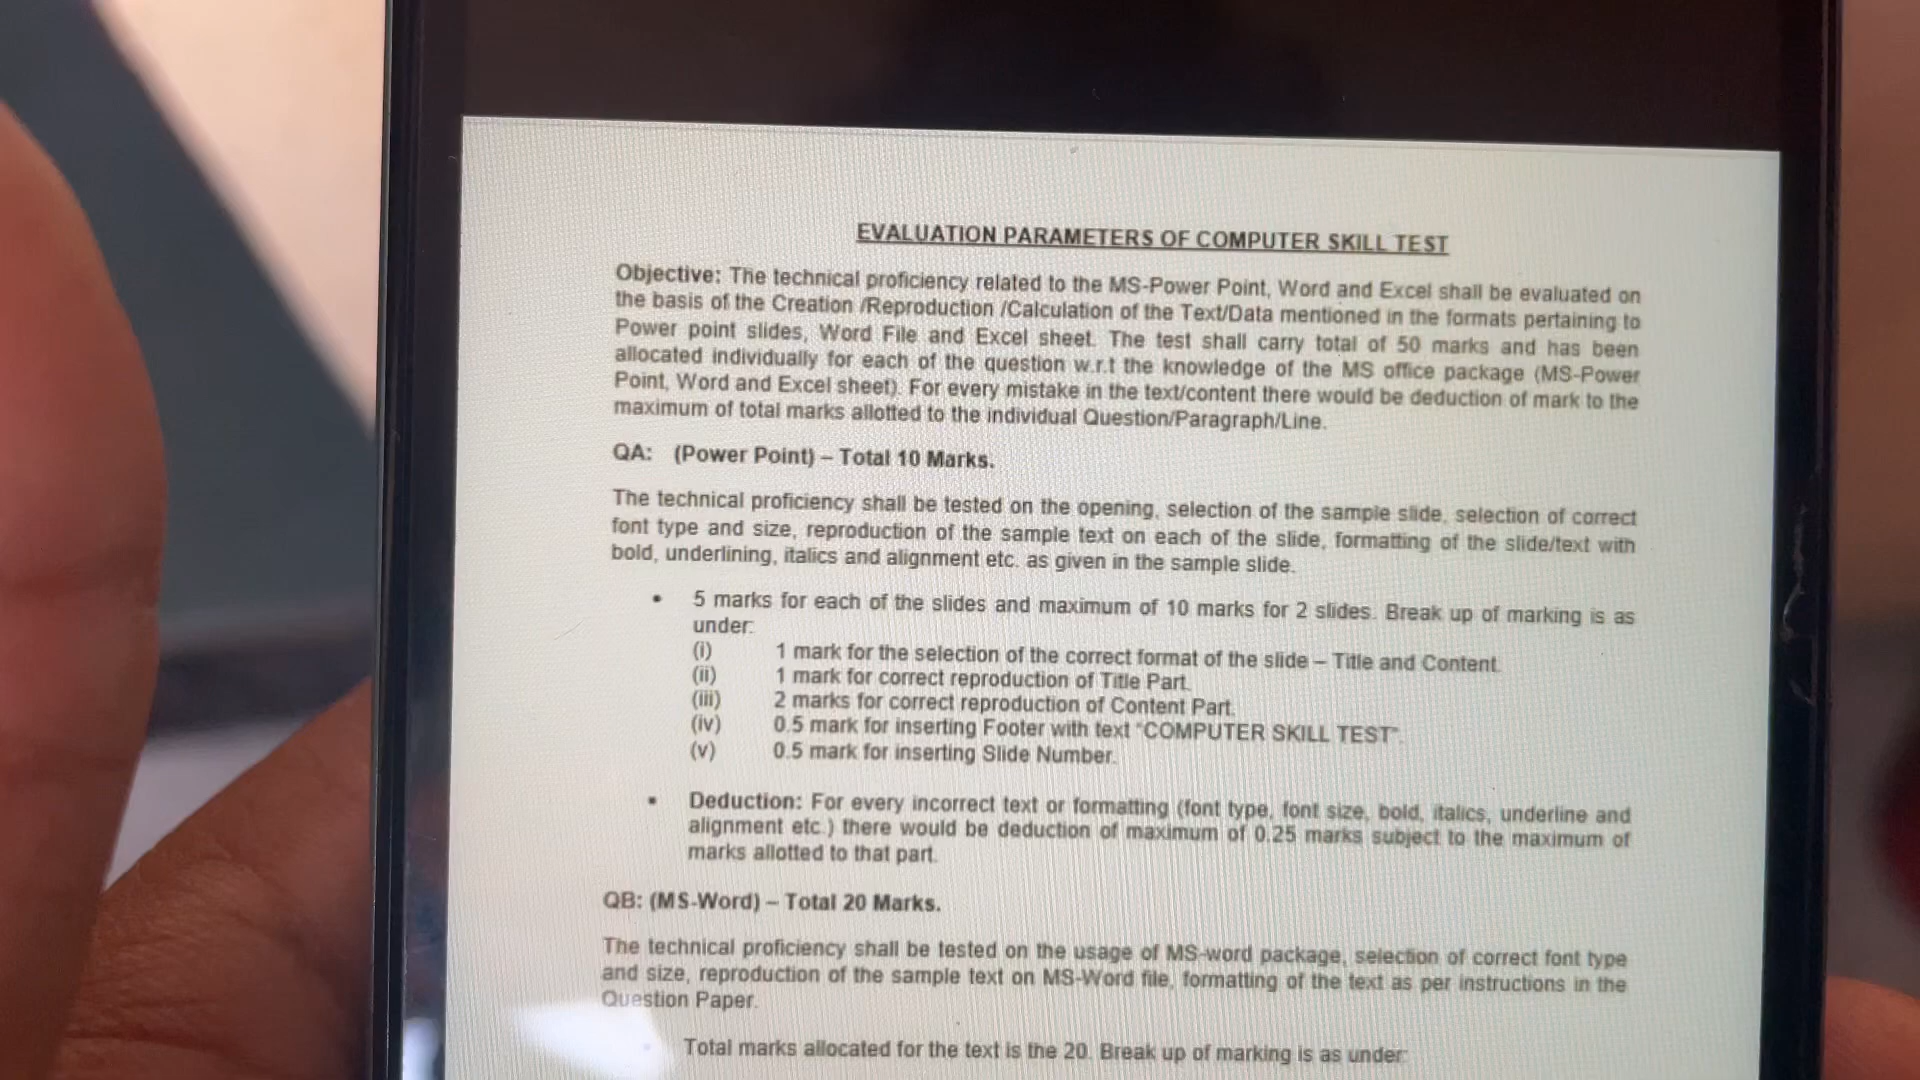 EVALUATION PARAMETERS OF COMPUTER SKILL TEST
Objective: The technical proficiency related to the MS-Power Point, Word and Excel shall be evaluated on
the basis of the Creation /Reproduction /Calculation of the Text/Data mentioned in the formats pertaining to
Power point slides, Word File and Excel sheet. The test shall carry total of 50 marks and has been
allocated individually for each of the question w.r.t the knowledge of the MS office package (MS-Power
Point, Word and Excel sheet). For every mistake in the text/content there would be deduction of mark to the
maximum of total marks allotted to the individual Question/Paragraph/Line.
QA: (Power Point) – Total 10 Marks.
The technical proficiency shall be tested on the opening, selection of the sample slide, selection of correct
font type and size, reproduction of the sample text on each of the slide, formatting of the slide/text with
bold, underlining, italics and alignment etc. as given in the sample slide.
• 5 marks for each of the slides and maximum of 10 marks for 2 slides. Break up of marking is as
under:
(i) 1 mark for the selection of the correct format of the slide – Title and Content.
(ii) 1 mark for correct reproduction of Title Part.
(iii) 2 marks for correct reproduction of Content Part.
(iv) 0.5 mark for inserting Footer with text "COMPUTER SKILL TEST".
(v) 0.5 mark for inserting Slide Number.
• Deduction: For every incorrect text or formatting (font type, font size, bold, italics, underline and
alignment etc.) there would be deduction of maximum of 0.25 marks subject to the maximum of
marks allotted to that part.
QB: (MS-Word) – Total 20 Marks.
The technical proficiency shall be tested on the usage of MS-word package, selection of correct font type
and size, reproduction of the sample text on MS-Word file, formatting of the text as per instructions in the
Question Paper.
Total marks allocated for the text is the 20. Break up of marking is as under: